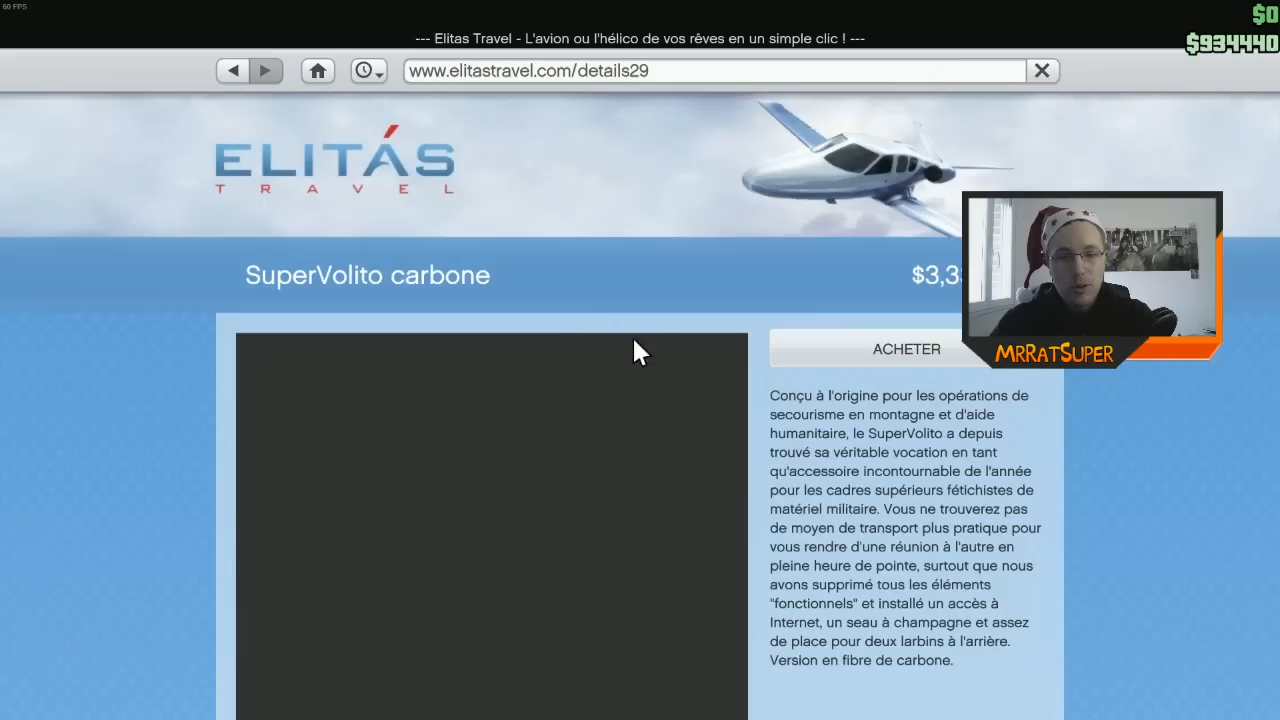 60 FPS
$0
--- Elitas Travel - L'avion ou l'hélico de vos rêves en un simple clic ! ---
$934440
www.elitastravel.com/details29
ELITÁS
TRAVEL
SuperVolito carbone
$3,3
ACHETER
MRRATSUPER
Conçu à l'origine pour les opérations de
secourisme en montagne et d'aide
humanitaire, le SuperVolito a depuis
trouvé sa véritable vocation en tant
qu'accessoire incontournable de l'année
pour les cadres supérieurs fétichistes de
matériel militaire. Vous ne trouverez pas
de moyen de transport plus pratique pour
vous rendre d'une réunion à l'autre en
pleine heure de pointe, surtout que nous
avons supprimé tous les éléments
"fonctionnels" et installé un accès à
Internet, un seau à champagne et assez
de place pour deux larbins à l'arrière.
Version en fibre de carbone.